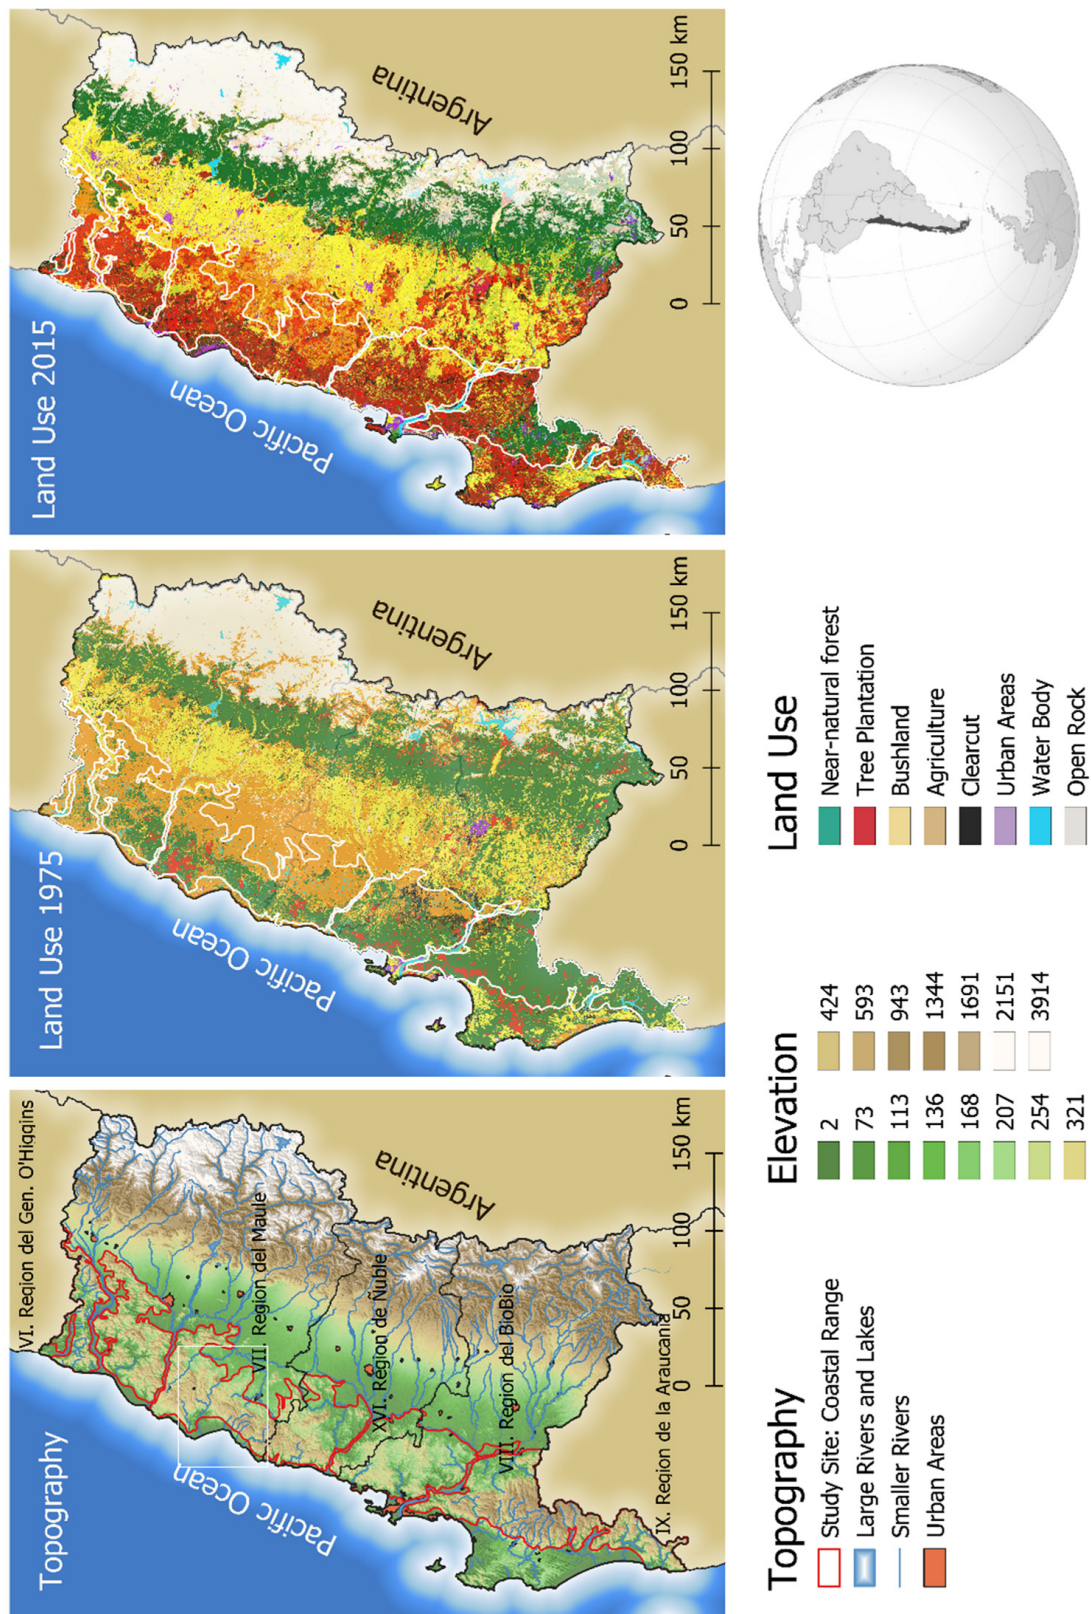 Topography
Pacific Ocean
Argentina
VI. Region del Gen. O'Higgins
VII. Region del Maule
XVI. Region de Ñuble
VIII. Region del BioBio
IX. Region de la Araucania
0 50 100 150 km
Land Use 1975
Pacific Ocean
Argentina
0 50 100 150 km
Land Use 2015
Pacific Ocean
Argentina
0 50 100 150 km
Topography
Study Site: Coastal Range
Large Rivers and Lakes
Smaller Rivers
Urban Areas
Elevation
2
73
113
136
168
207
254
321
424
593
943
1344
1691
2151
3914
Land Use
Near-natural forest
Tree Plantation
Bushland
Agriculture
Clearcut
Urban Areas
Water Body
Open Rock